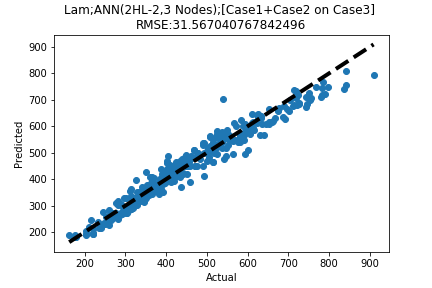 Lam;ANN(2HL-2,3 Nodes);[Case1+Case2 on Case3]
RMSE:31.567040767842496
900
800
700
600
500
400
300
200
Predicted
200 300 400 500 600 700 800 900
Actual